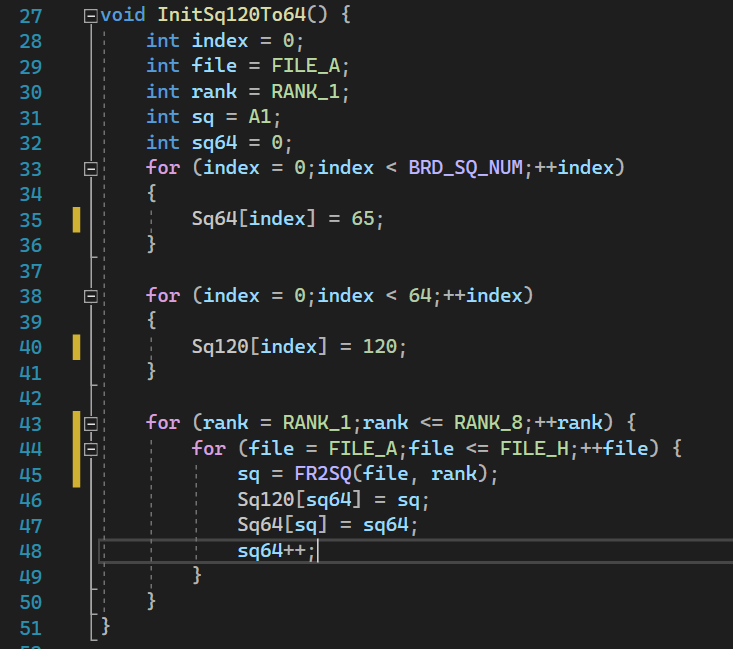 27 void InitSq120To64() {
28 int index = 0;
29 int file = FILE_A;
30 int rank = RANK_1;
31 int sq = A1;
32 int sq64 = 0;
33 for (index = 0;index < BRD_SQ_NUM;++index)
34 {
35 Sq64[index] = 65;
36 }
37
38 for (index = 0;index < 64;++index)
39 {
40 Sq120[index] = 120;
41 }
42
43 for (rank = RANK_1;rank <= RANK_8;++rank) {
44 for (file = FILE_A;file <= FILE_H;++file) {
45 sq = FR2SQ(file, rank);
46 Sq120[sq64] = sq;
47 Sq64[sq] = sq64;
48 sq64++;
49 }
50 }
51 }